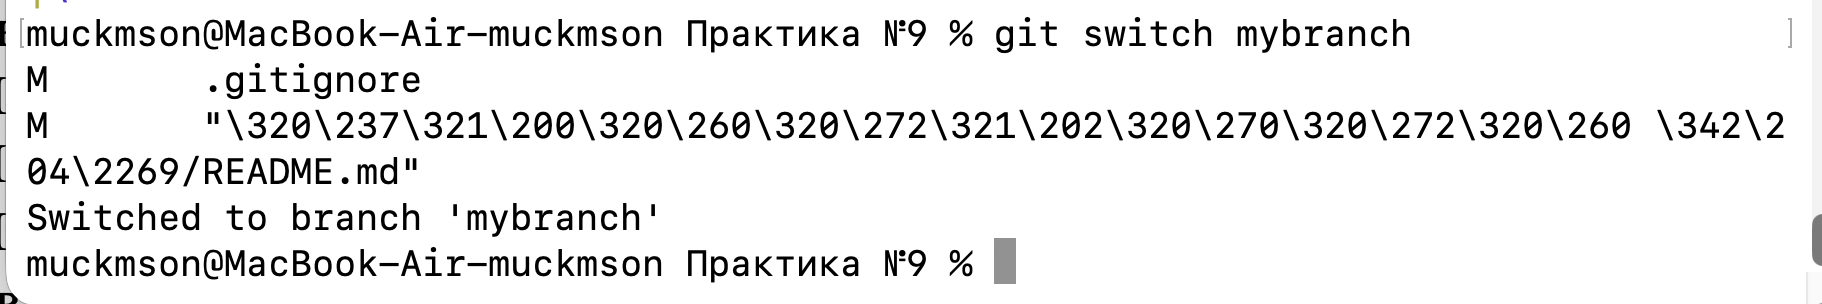 muckmson@MacBook-Air-muckmson Практика №9 % git switch mybranch
M       .gitignore
M       "\320\237\321\200\320\260\320\272\321\202\320\270\320\272\320\260 \342\2
04\2269/README.md"
Switched to branch 'mybranch'
muckmson@MacBook-Air-muckmson Практика №9 %